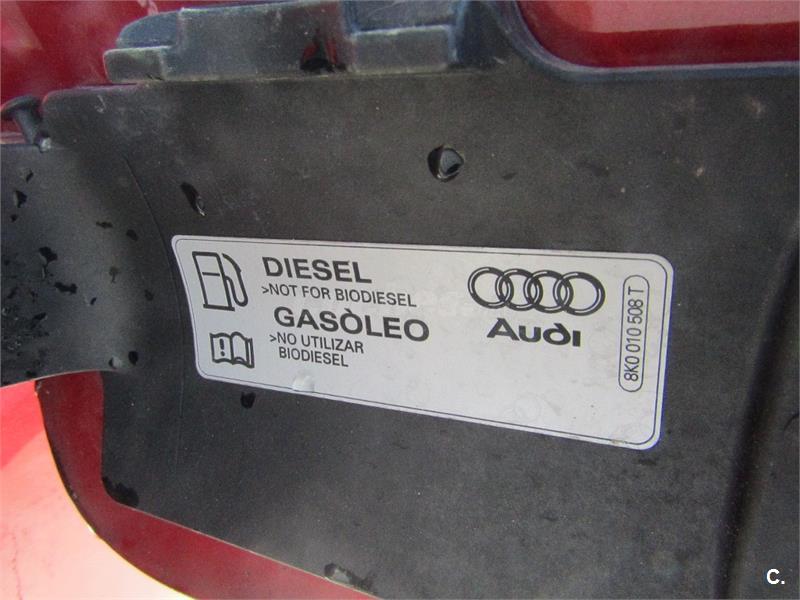 DIESEL
>NOT FOR BIODIESEL
GASÒLEO
>NO UTILIZAR
BIODIESEL
Audi
8K0 010 508 T
C.